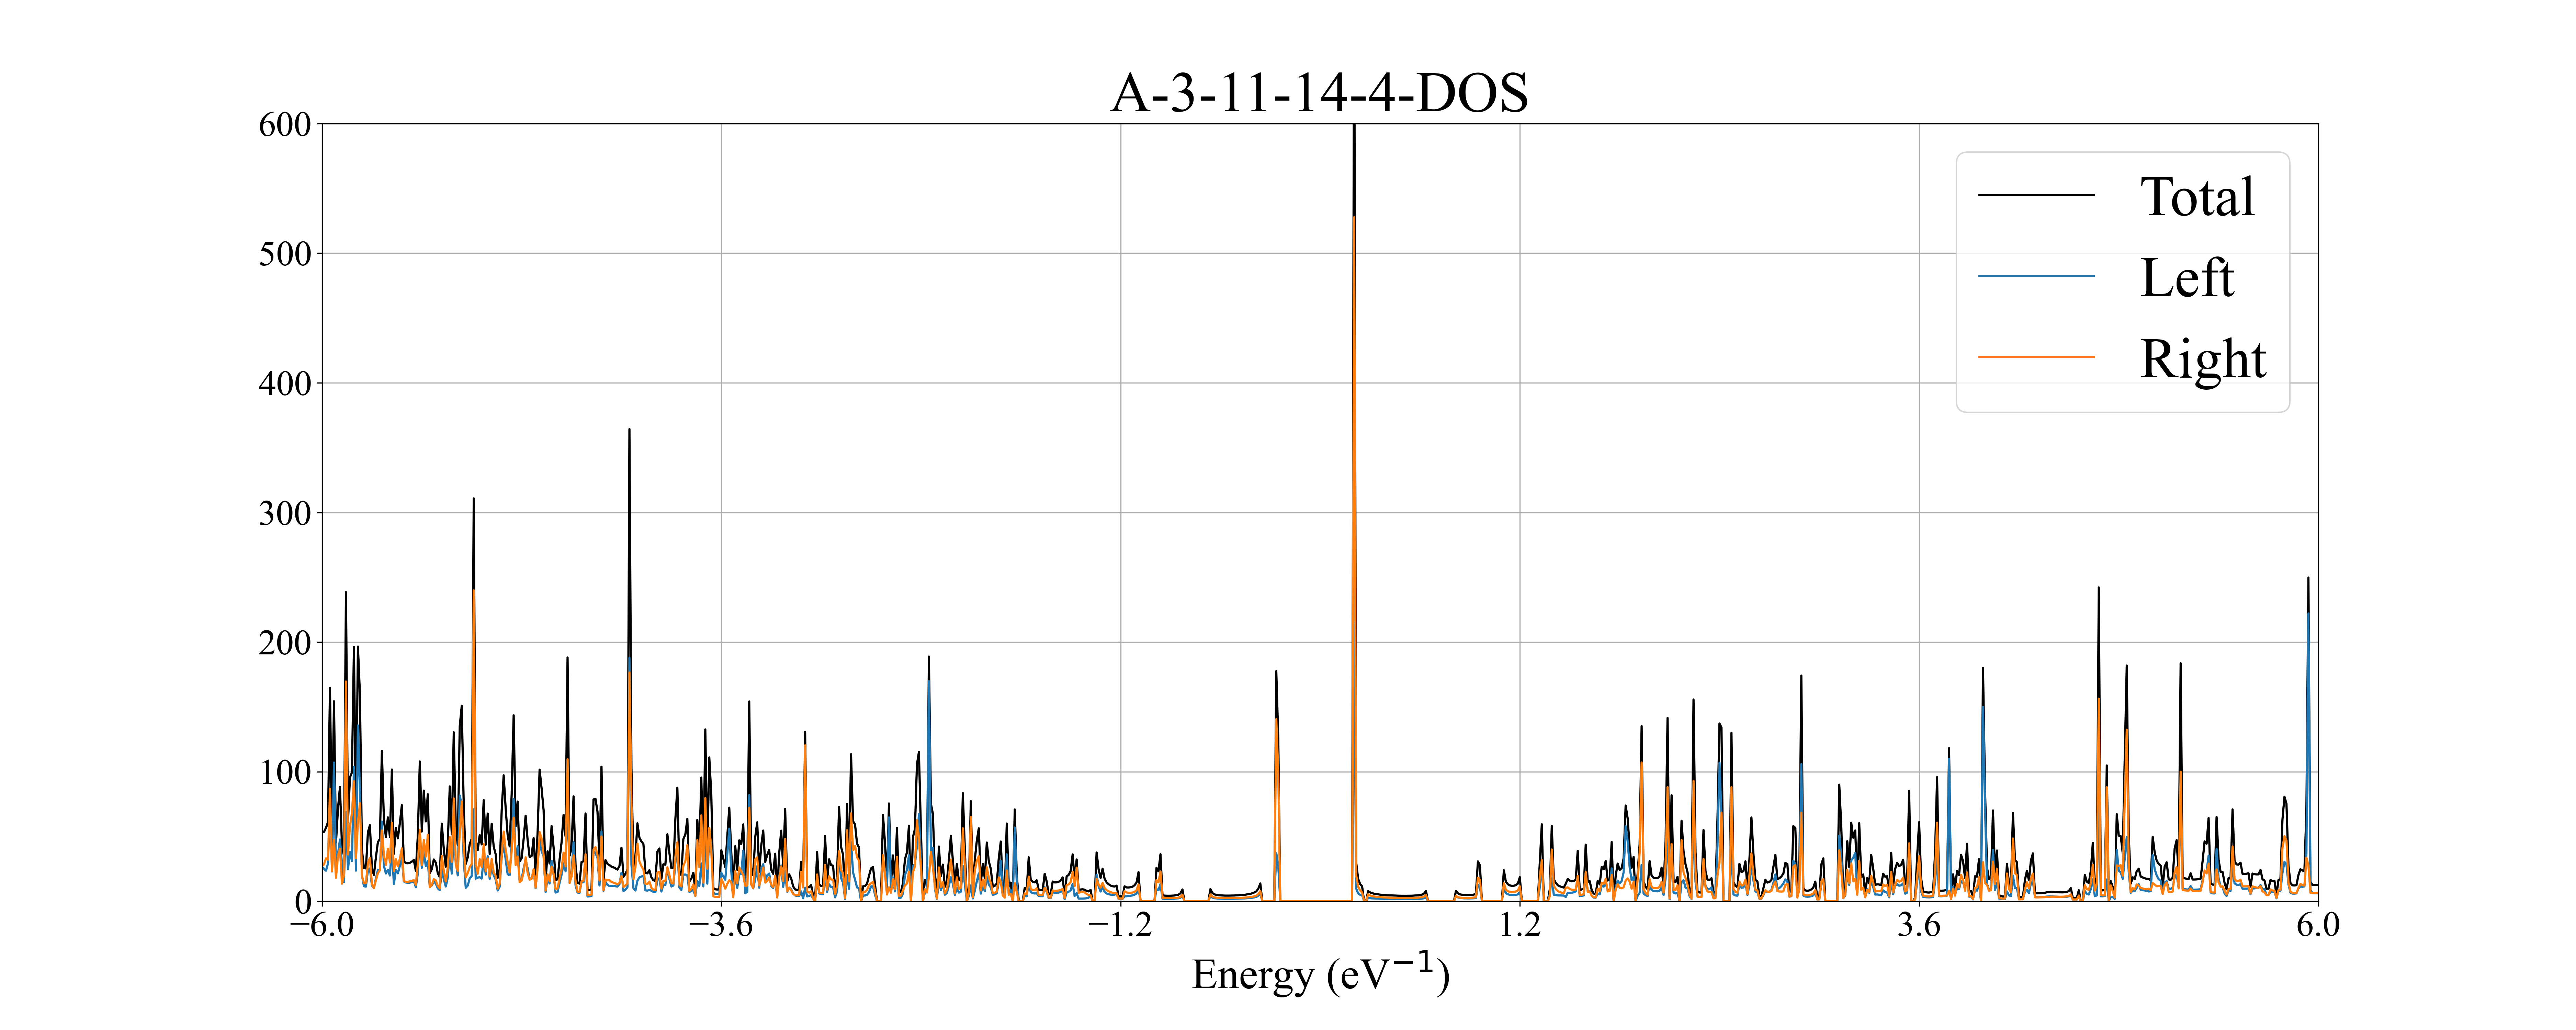 A-3-11-14-4-DOS
600
500
400
300
200
100
0
−6.0
−3.6
−1.2
1.2
3.6
6.0
Energy (eV⁻¹)
Total
Left
Right